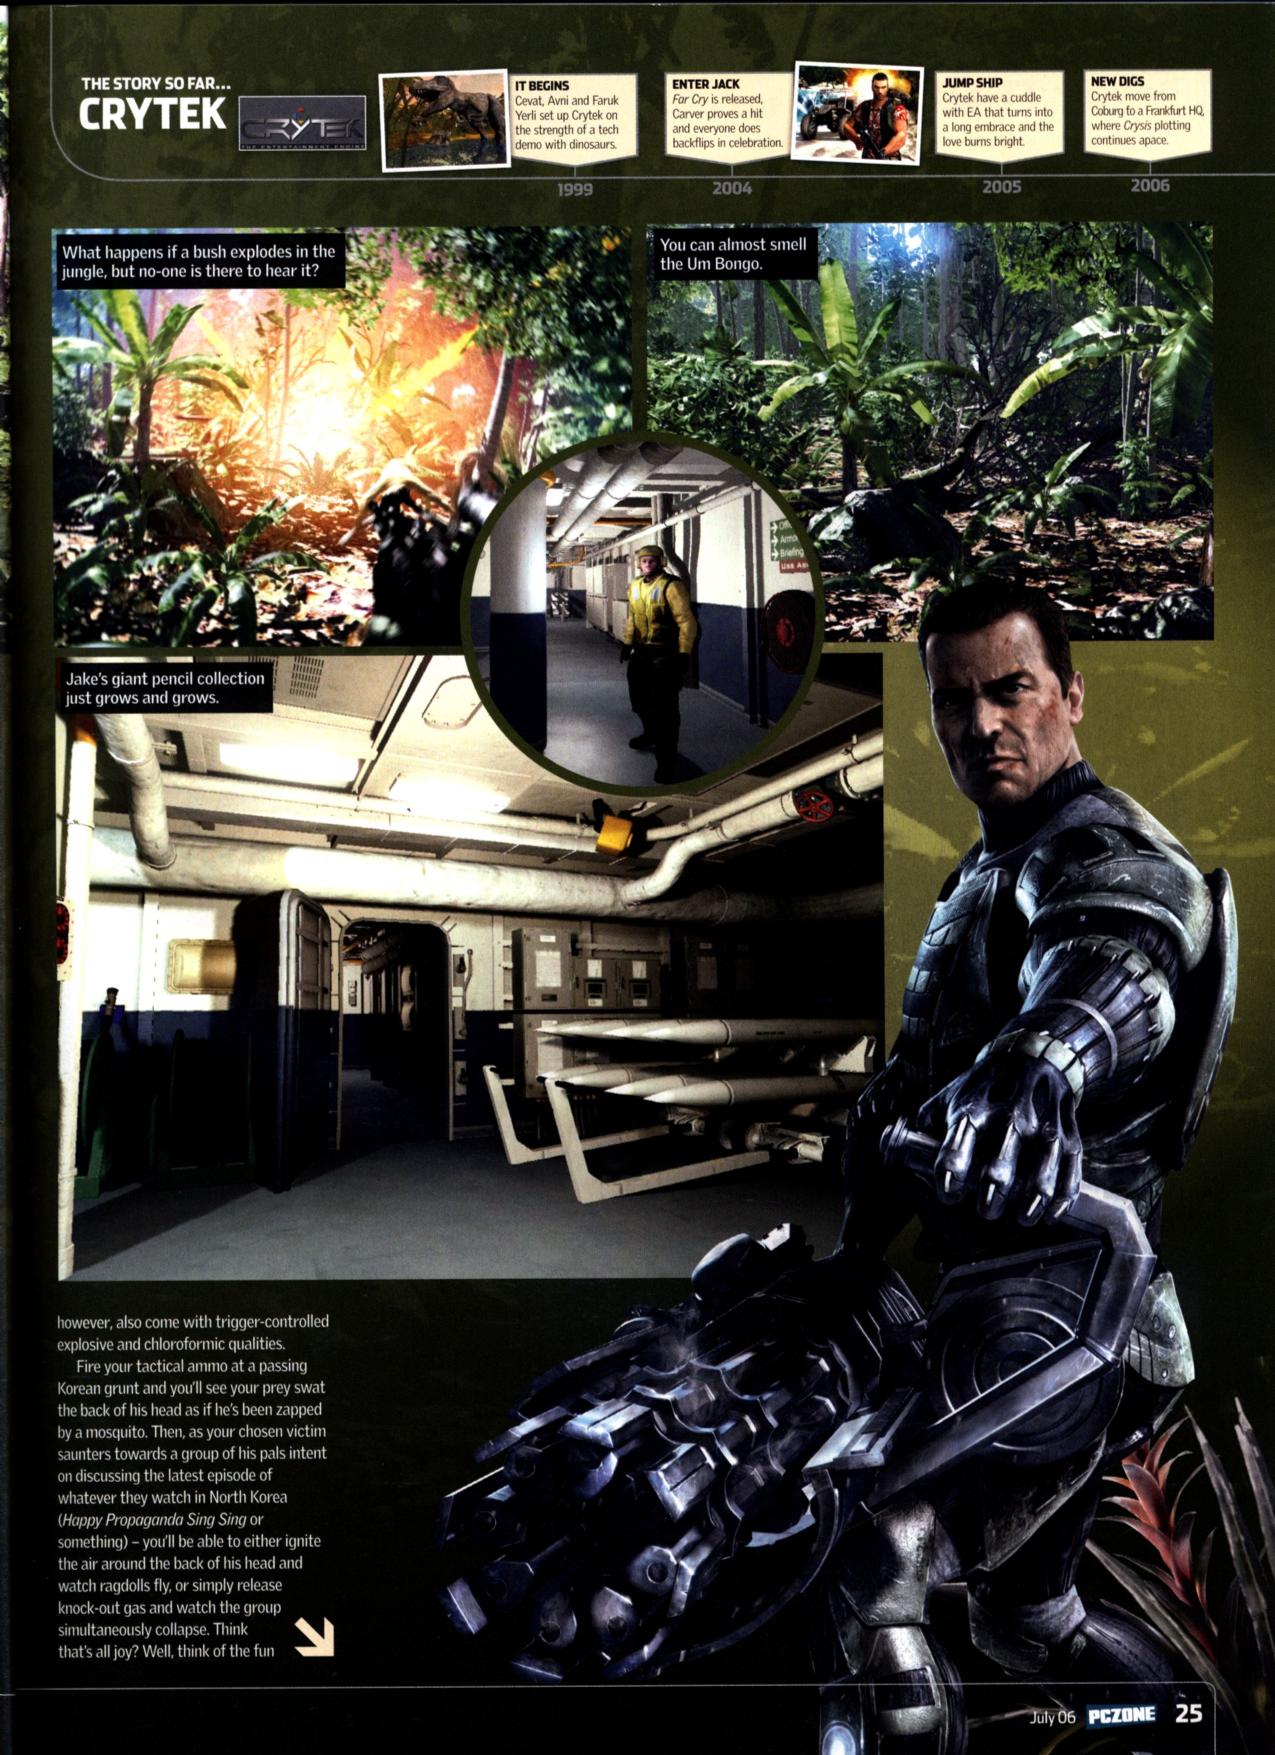 THE STORY SO FAR...
CRYTEK
CRYTEK
THE ENTERTAINMENT ENGINE
IT BEGINS
Cevat, Avni and Faruk
Yerli set up Crytek on
the strength of a tech
demo with dinosaurs.
1999
ENTER JACK
Far Cry is released,
Carver proves a hit
and everyone does
backflips in celebration.
2004
JUMP SHIP
Crytek have a cuddle
with EA that turns into
a long embrace and the
love burns bright.
2005
NEW DIGS
Crytek move from
Coburg to a Frankfurt HQ,
where Crysis plotting
continues apace.
2006
What happens if a bush explodes in the
jungle, but no-one is there to hear it?
You can almost smell
the Um Bongo.
Briefing
Jake's giant pencil collection
just grows and grows.
however, also come with trigger-controlled
explosive and chloroformic qualities.
Fire your tactical ammo at a passing
Korean grunt and you'll see your prey swat
the back of his head as if he's been zapped
by a mosquito. Then, as your chosen victim
saunters towards a group of his pals intent
on discussing the latest episode of
whatever they watch in North Korea
(Happy Propaganda Sing Sing or
something) – you'll be able to either ignite
the air around the back of his head and
watch ragdolls fly, or simply release
knock-out gas and watch the group
simultaneously collapse. Think
that's all joy? Well, think of the fun
July 06 PCZONE 25